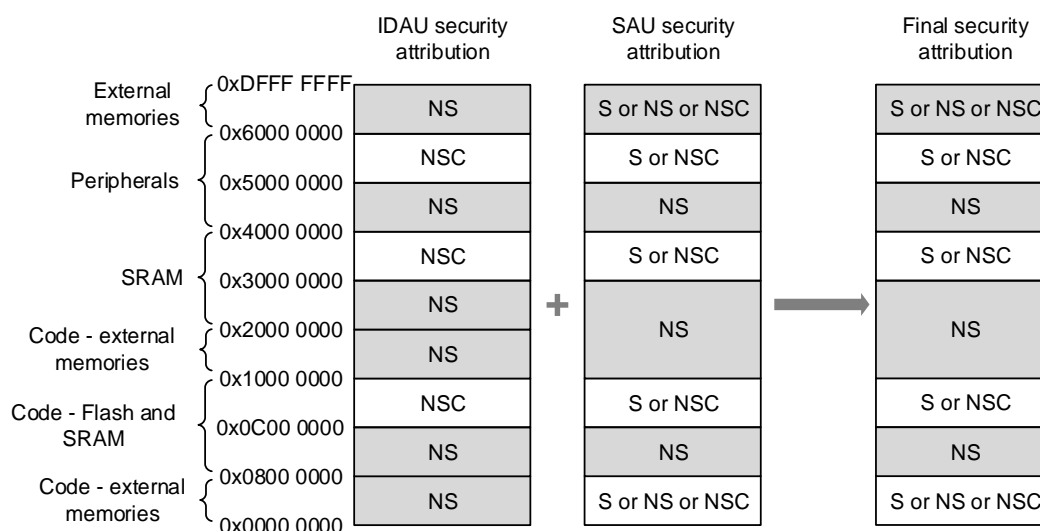 IDAU security
attribution
SAU security
attribution
Final security
attribution
External
memories
0xDFFF FFFF
NS
S or NS or NSC
S or NS or NSC
0x6000 0000
Peripherals
NSC
S or NSC
S or NSC
0x5000 0000
NS
NS
NS
0x4000 0000
SRAM
NSC
S or NSC
S or NSC
0x3000 0000
NS
+
NS
NS
0x2000 0000
Code - external
memories
NS
0x1000 0000
Code - Flash and
SRAM
NSC
S or NSC
S or NSC
0x0C00 0000
NS
NS
NS
0x0800 0000
Code - external
memories
NS
S or NS or NSC
S or NS or NSC
0x0000 0000